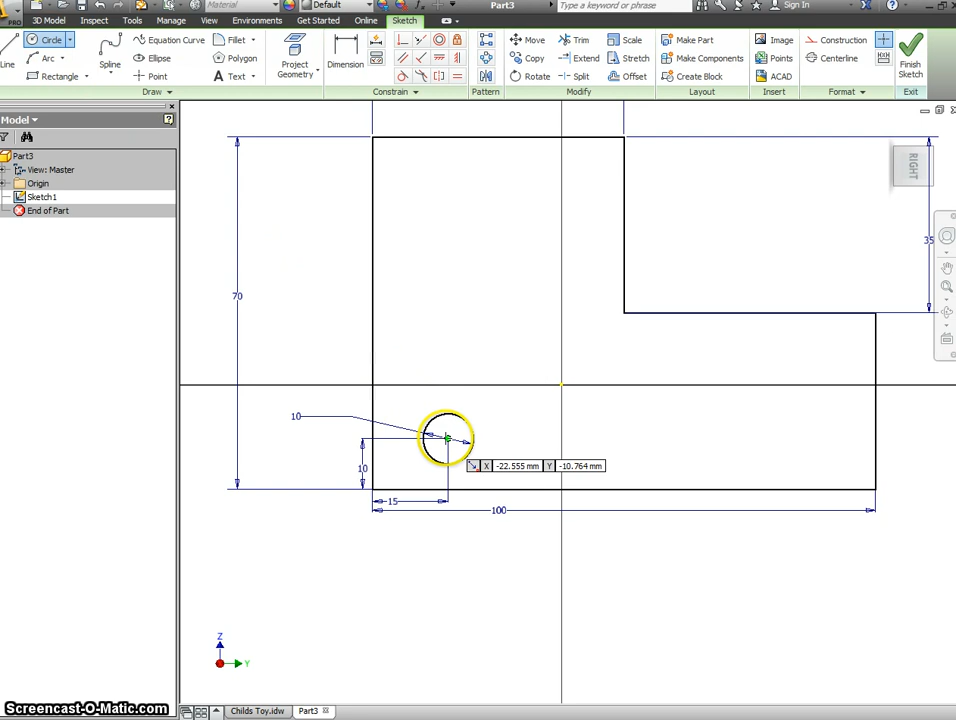 PRO
Material
Default
Part3
Type a keyword or phrase
Sign In
3D Model
Inspect
Tools
Manage
View
Environments
Get Started
Online
Sketch
Line
Circle
Arc
Rectangle
Spline
Equation Curve
Ellipse
Point
Fillet
Polygon
Text
Draw
Dimension
Constrain
Project
Geometry
Pattern
Move
Copy
Rotate
Trim
Extend
Split
Scale
Stretch
Offset
Modify
Make Part
Make Components
Create Block
Layout
Image
Points
ACAD
Insert
Construction
Centerline
Format
Finish
Sketch
Exit
Model
Part3
View: Master
Origin
Sketch1
End of Part
RIGHT
35
70
10
10
15
100
X -22.555 mm Y -10.764 mm
Z
Y
Screencast-O-Matic.com
Childs Toy.idw
Part3